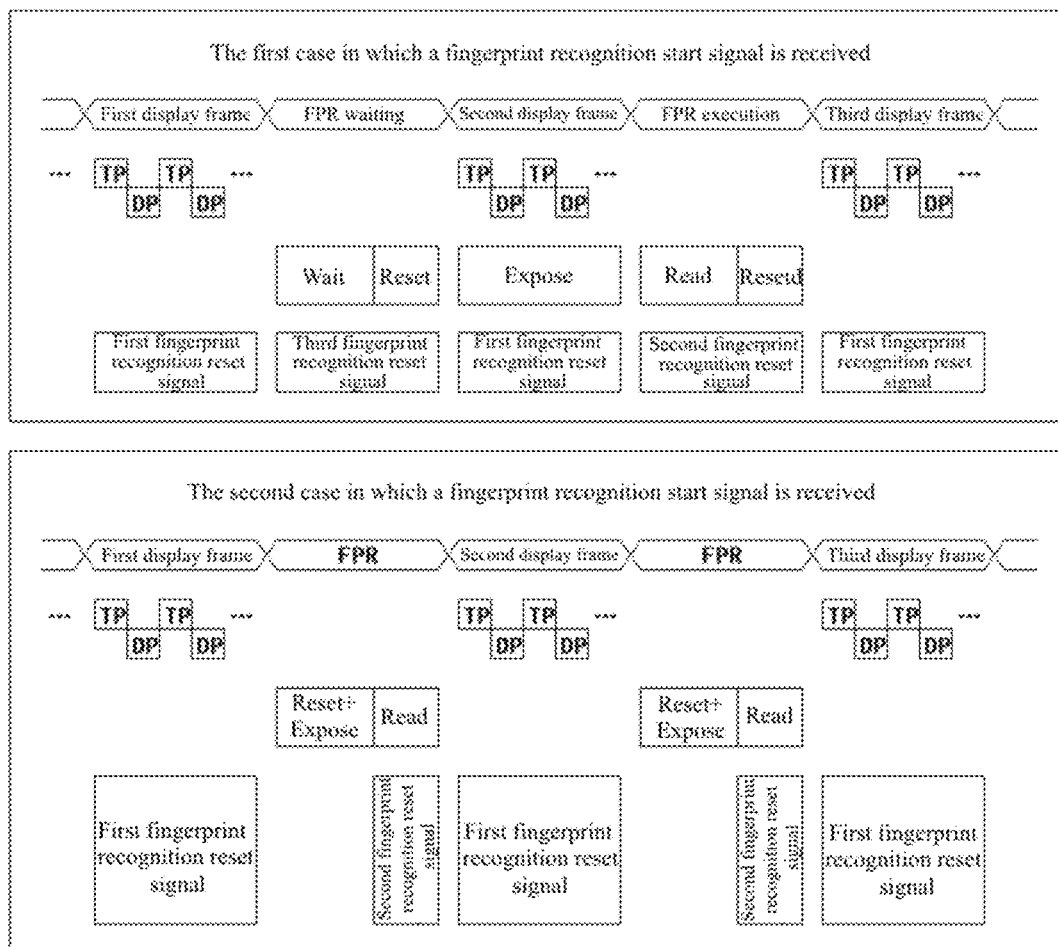 The first case in which a fingerprint recognition start signal is received
First display frame FPR waiting Second display frame FPR execution Third display frame
... TP TP ... TP TP ... TP TP ...
DP DP DP DP DP DP
Wait Reset Expose Read Resetd
First fingerprint recognition reset signal
Third fingerprint recognition reset signal
First fingerprint recognition reset signal
Second fingerprint recognition reset signal
First fingerprint recognition reset signal
The second case in which a fingerprint recognition start signal is received
First display frame FPR Second display frame FPR Third display frame
... TP TP ... TP TP ... TP TP ...
DP DP DP DP DP DP
Reset+ Expose Read Reset+ Expose Read
First fingerprint recognition reset signal
Second fingerprint recognition reset signal
First fingerprint recognition reset signal
Second fingerprint recognition reset signal
First fingerprint recognition reset signal